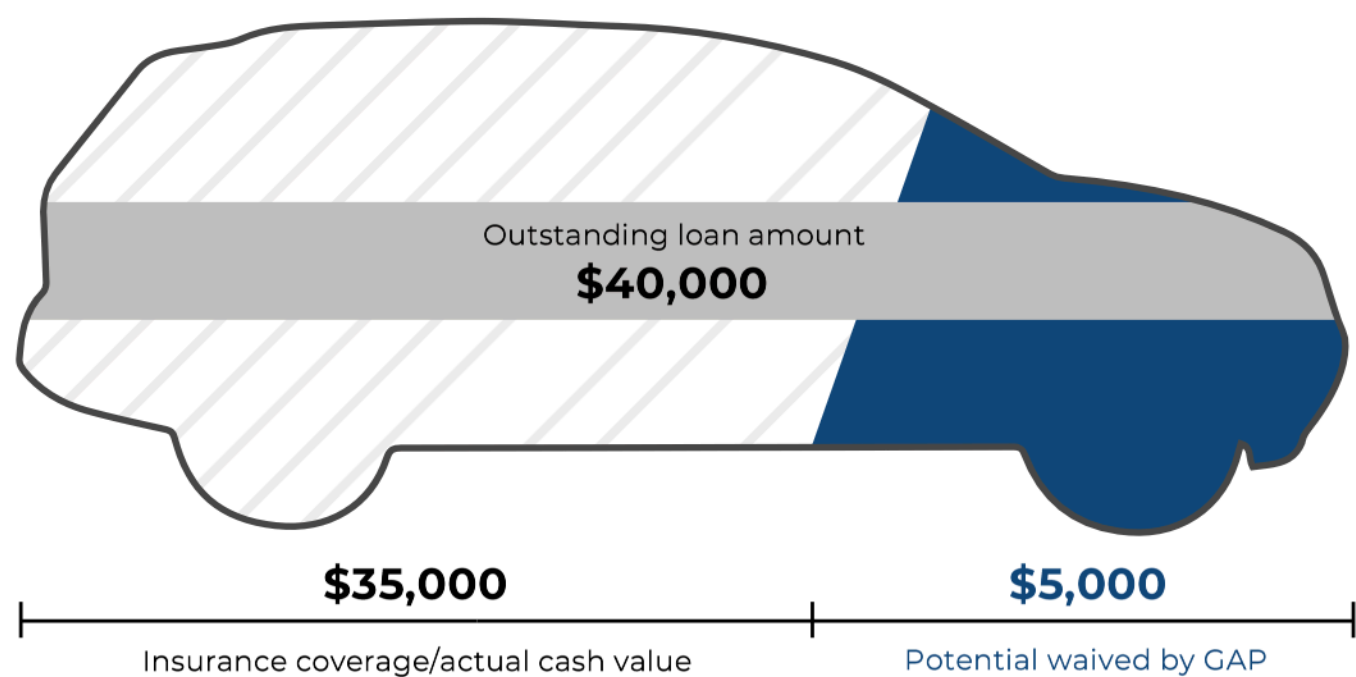 Outstanding loan amount
$40,000
$35,000
$5,000
Insurance coverage/actual cash value
Potential waived by GAP